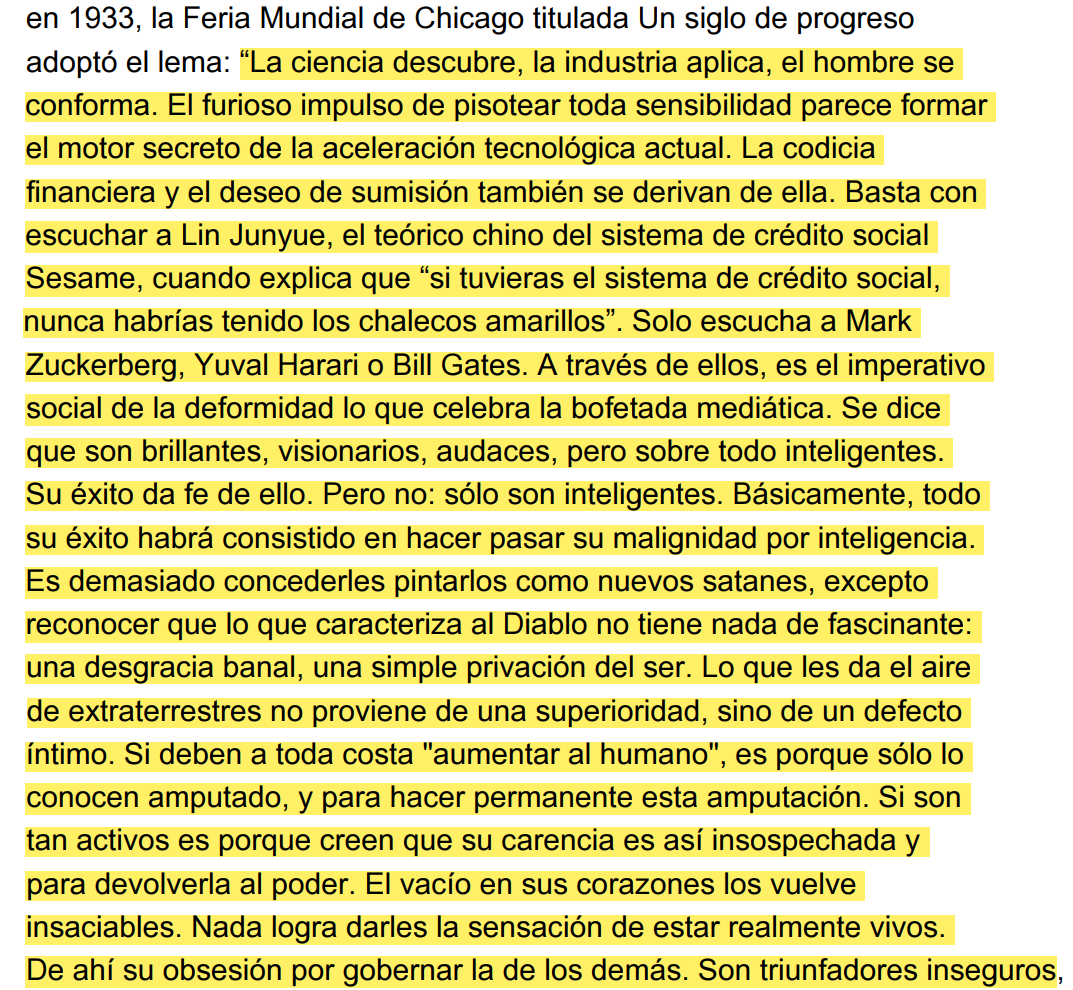 en 1933, la Feria Mundial de Chicago titulada Un siglo de progreso
adoptó el lema: “La ciencia descubre, la industria aplica, el hombre se
conforma. El furioso impulso de pisotear toda sensibilidad parece formar
el motor secreto de la aceleración tecnológica actual. La codicia
financiera y el deseo de sumisión también se derivan de ella. Basta con
escuchar a Lin Junyue, el teórico chino del sistema de crédito social
Sesame, cuando explica que “si tuvieras el sistema de crédito social,
nunca habrías tenido los chalecos amarillos”. Solo escucha a Mark
Zuckerberg, Yuval Harari o Bill Gates. A través de ellos, es el imperativo
social de la deformidad lo que celebra la bofetada mediática. Se dice
que son brillantes, visionarios, audaces, pero sobre todo inteligentes.
Su éxito da fe de ello. Pero no: sólo son inteligentes. Básicamente, todo
su éxito habrá consistido en hacer pasar su malignidad por inteligencia.
Es demasiado concederles pintarlos como nuevos satanes, excepto
reconocer que lo que caracteriza al Diablo no tiene nada de fascinante:
una desgracia banal, una simple privación del ser. Lo que les da el aire
de extraterrestres no proviene de una superioridad, sino de un defecto
íntimo. Si deben a toda costa "aumentar al humano", es porque sólo lo
conocen amputado, y para hacer permanente esta amputación. Si son
tan activos es porque creen que su carencia es así insospechada y
para devolverla al poder. El vacío en sus corazones los vuelve
insaciables. Nada logra darles la sensación de estar realmente vivos.
De ahí su obsesión por gobernar la de los demás. Son triunfadores inseguros,